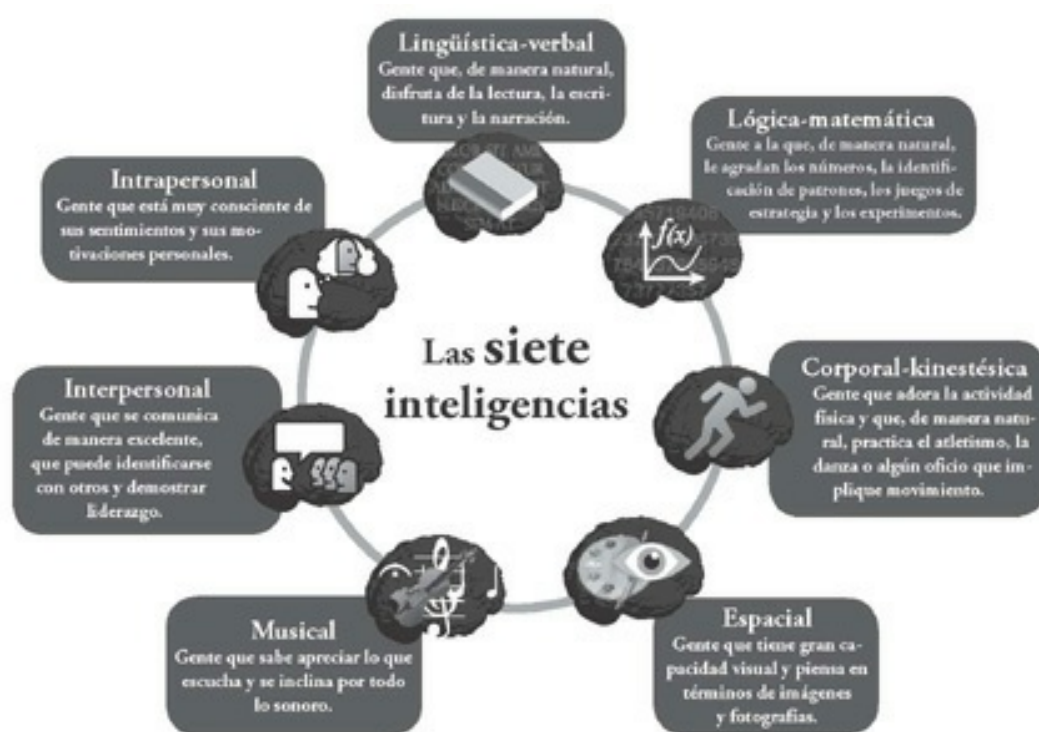 Lingüística-verbal
Gente que, de manera natural,
disfruta de la lectura, la escri-
tura y la narración.
Lógica-matemática
Gente a la que, de manera natural,
le agradan los números, la identifi-
cación de patrones, los juegos de
estrategia y los experimentos.
Intrapersonal
Gente que está muy consciente de
sus sentimientos y sus mo-
tivaciones personales.
f(x)
Las siete
inteligencias
Corporal-kinestésica
Gente que adora la actividad
física y que, de manera natu-
ral, practica el atletismo, la
danza o algún oficio que im-
plique movimiento.
Interpersonal
Gente que se comunica
de manera excelente,
que puede identificarse
con otros y demostrar
liderazgo.
Musical
Gente que sabe apreciar lo que
escucha y se inclina por todo
lo sonoro.
Espacial
Gente que tiene gran ca-
pacidad visual y piensa en
términos de imágenes
y fotografías.